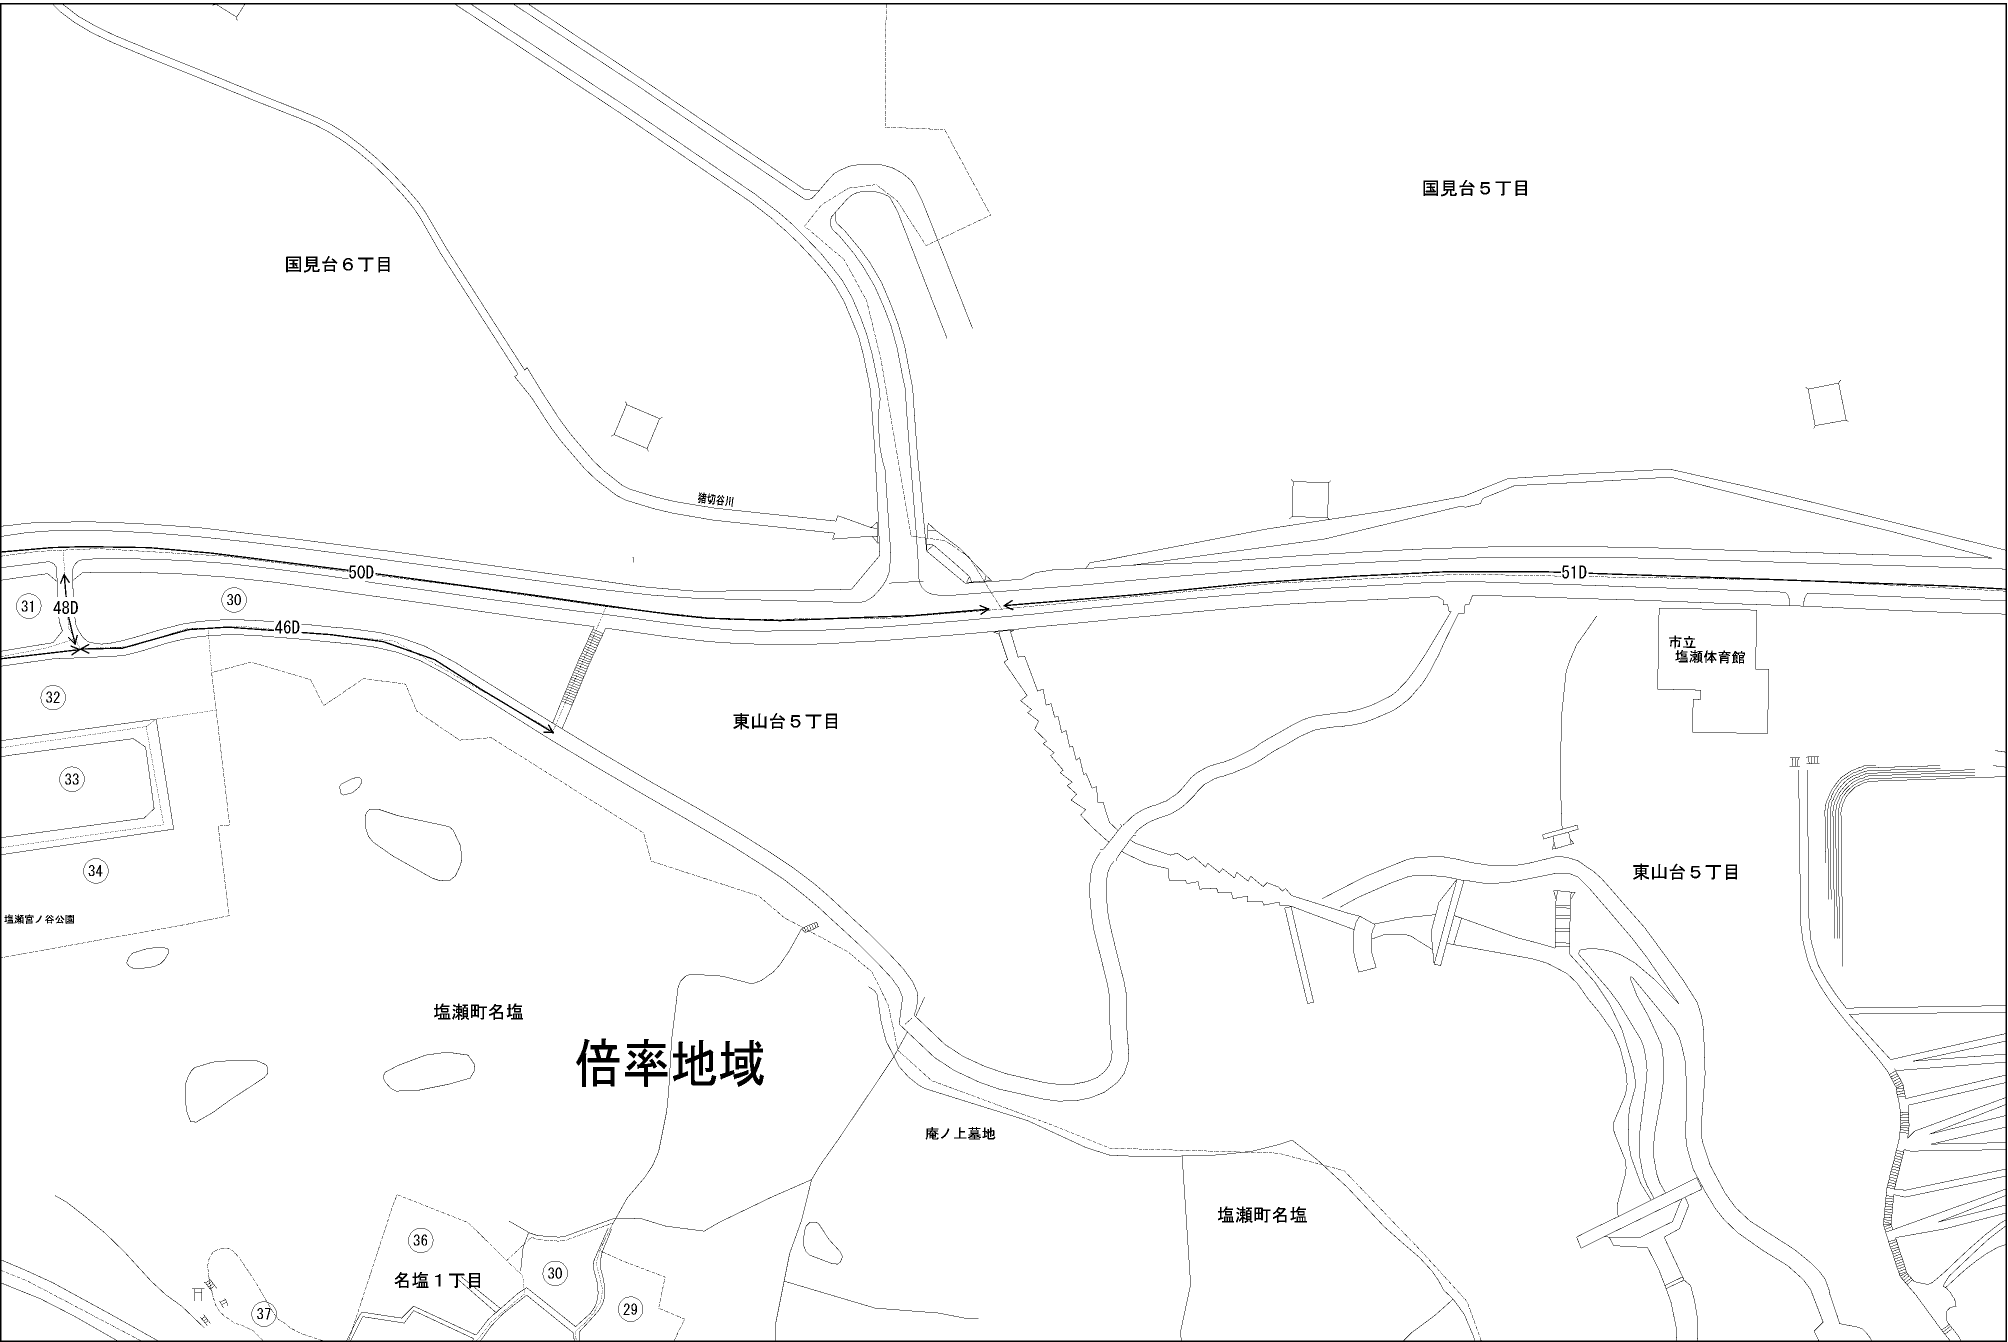 国見台５丁目
国見台６丁目
猪切谷川
50D
51D
31
48D
30
46D
市立
塩瀬体育館
32
東山台５丁目
33
34
東山台５丁目
塩瀬宮ノ谷公園
塩瀬町名塩
倍率地域
庵ノ上墓地
塩瀬町名塩
36
30
名塩１丁目
29
37